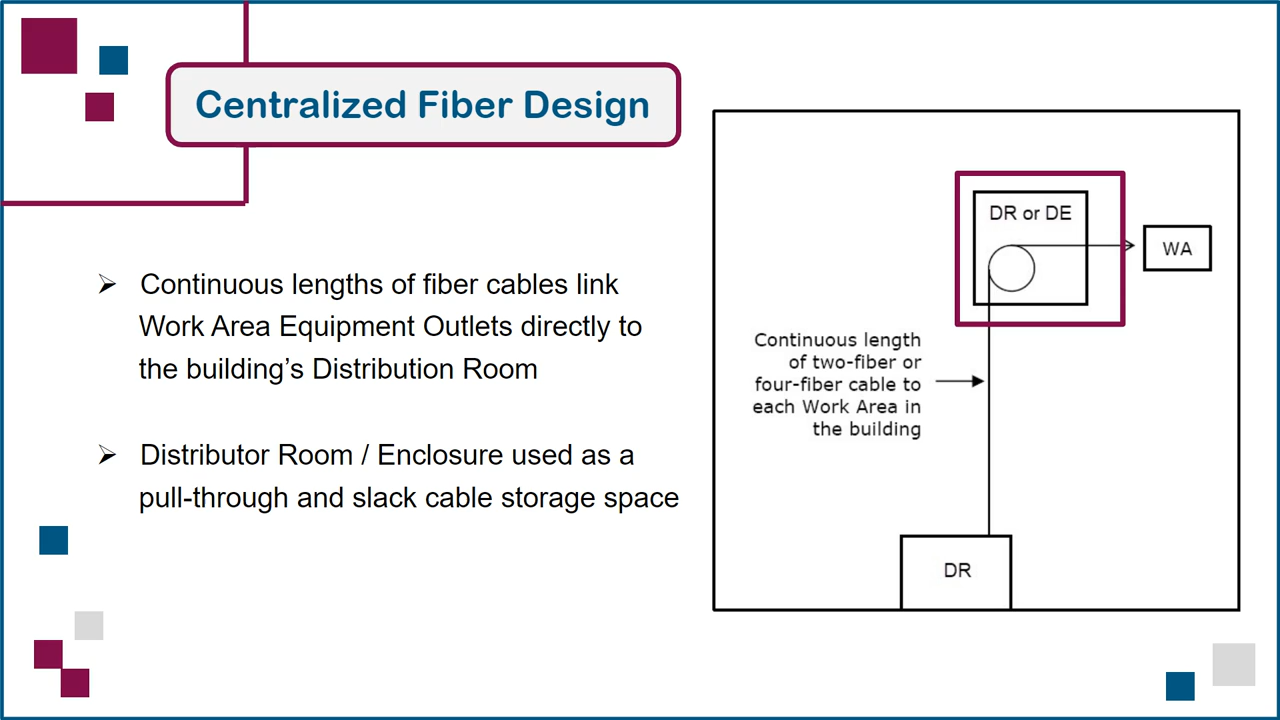 Centralized Fiber Design
➢ Continuous lengths of fiber cables link
Work Area Equipment Outlets directly to
the building’s Distribution Room
➢ Distributor Room / Enclosure used as a
pull-through and slack cable storage space
DR or DE
WA
Continuous length
of two-fiber or
four-fiber cable to
each Work Area in
the building
DR